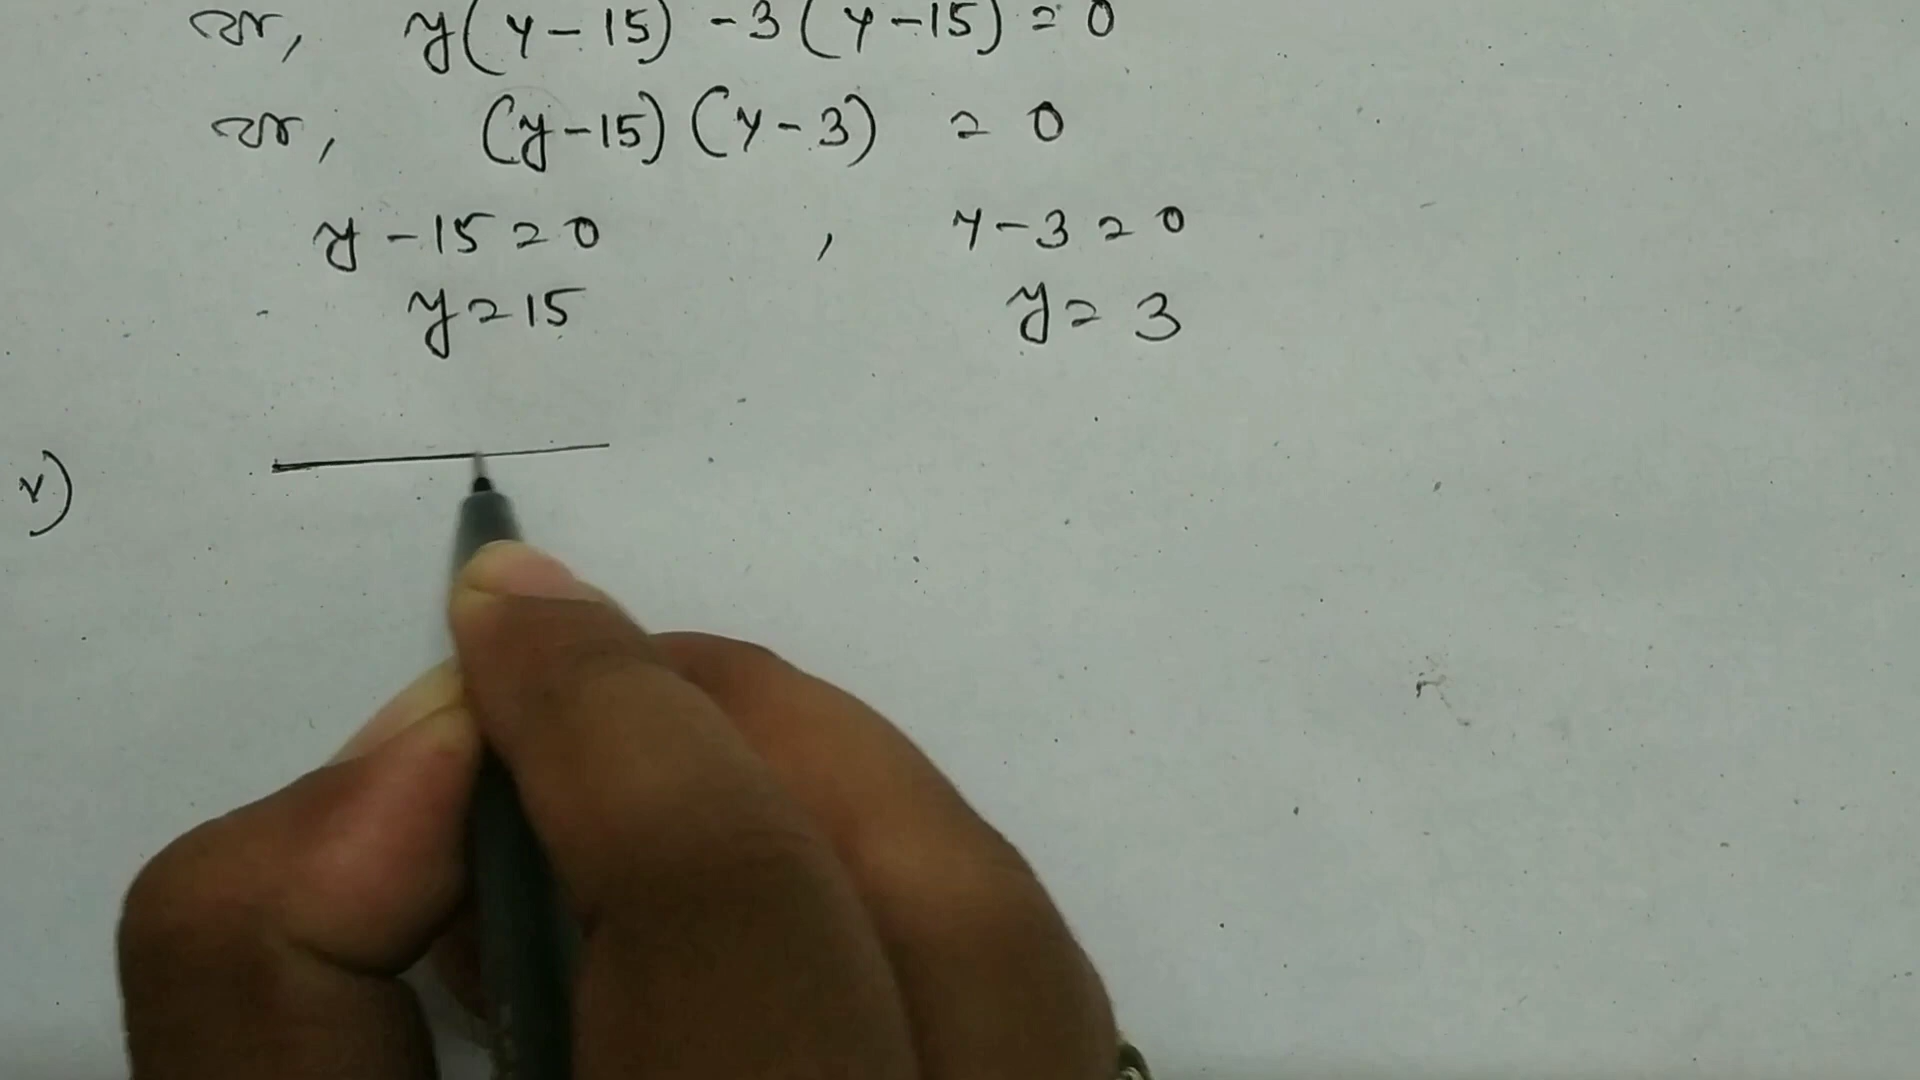 বা, y(y-15) -3(y-15) = 0
বা, (y-15)(y-3) = 0
y-15=0 , y-3=0
y=15 y=3
v)